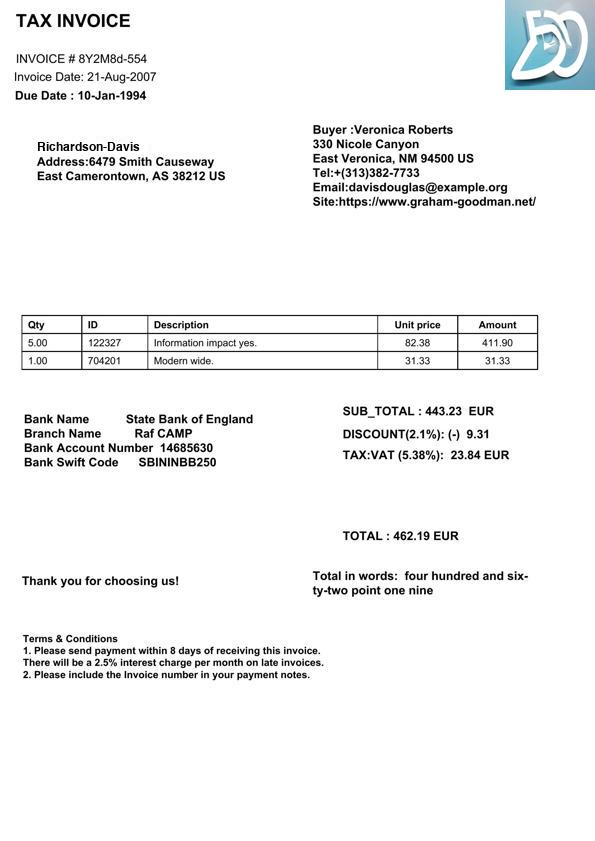 TAX INVOICE
INVOICE # 8Y2M8d-554
Invoice Date: 21-Aug-2007
Due Date : 10-Jan-1994
Richardson-Davis
Address:6479 Smith Causeway
East Camerontown, AS 38212 US
Buyer :Veronica Roberts
330 Nicole Canyon
East Veronica, NM 94500 US
Tel:+(313)382-7733
Email:davisdouglas@example.org
Site:https://www.graham-goodman.net/
Qty ID Description Unit price Amount
5.00 122327 Information impact yes. 82.38 411.90
1.00 704201 Modern wide. 31.33 31.33
Bank Name State Bank of England
Branch Name Raf CAMP
Bank Account Number 14685630
Bank Swift Code SBININBB250
SUB_TOTAL : 443.23 EUR
DISCOUNT(2.1%): (-) 9.31
TAX:VAT (5.38%): 23.84 EUR
TOTAL : 462.19 EUR
Thank you for choosing us!
Total in words: four hundred and six-
ty-two point one nine
Terms & Conditions
1. Please send payment within 8 days of receiving this invoice.
There will be a 2.5% interest charge per month on late invoices.
2. Please include the Invoice number in your payment notes.